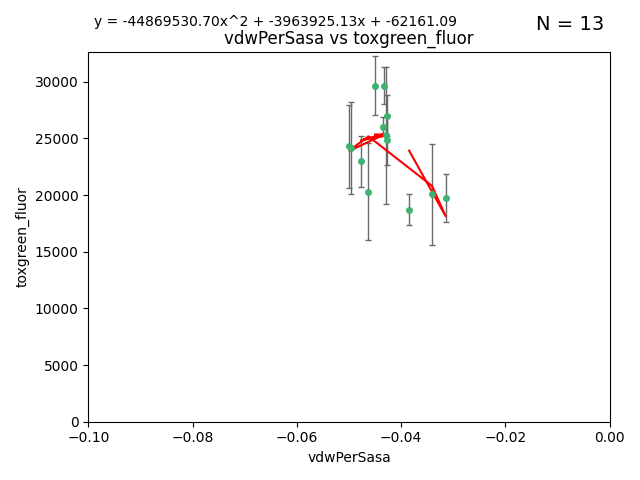 y = -44869530.70x^2 + -3963925.13x + -62161.09
N = 13
vdwPerSasa vs toxgreen_fluor
30000
25000
20000
15000
10000
5000
0
toxgreen_fluor
−0.10
−0.08
−0.06
−0.04
−0.02
0.00
vdwPerSasa